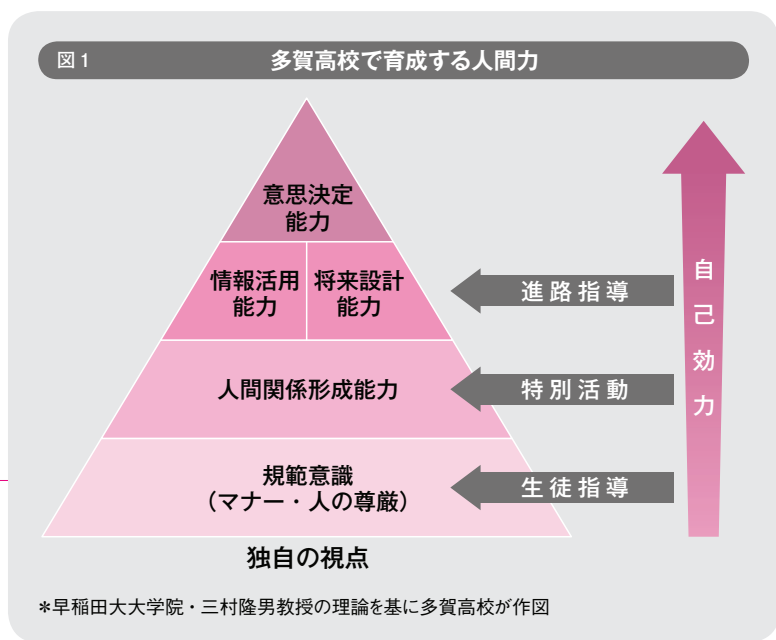 図1
多賀高校で育成する人間力
意思決定
能力
情報活用
能力
将来設計
能力
進路指導
人間関係形成能力
特別活動
規範意識
（マナー・人の尊厳）
生徒指導
自己効力
独自の視点
*早稲田大大学院・三村隆男教授の理論を基に多賀高校が作図